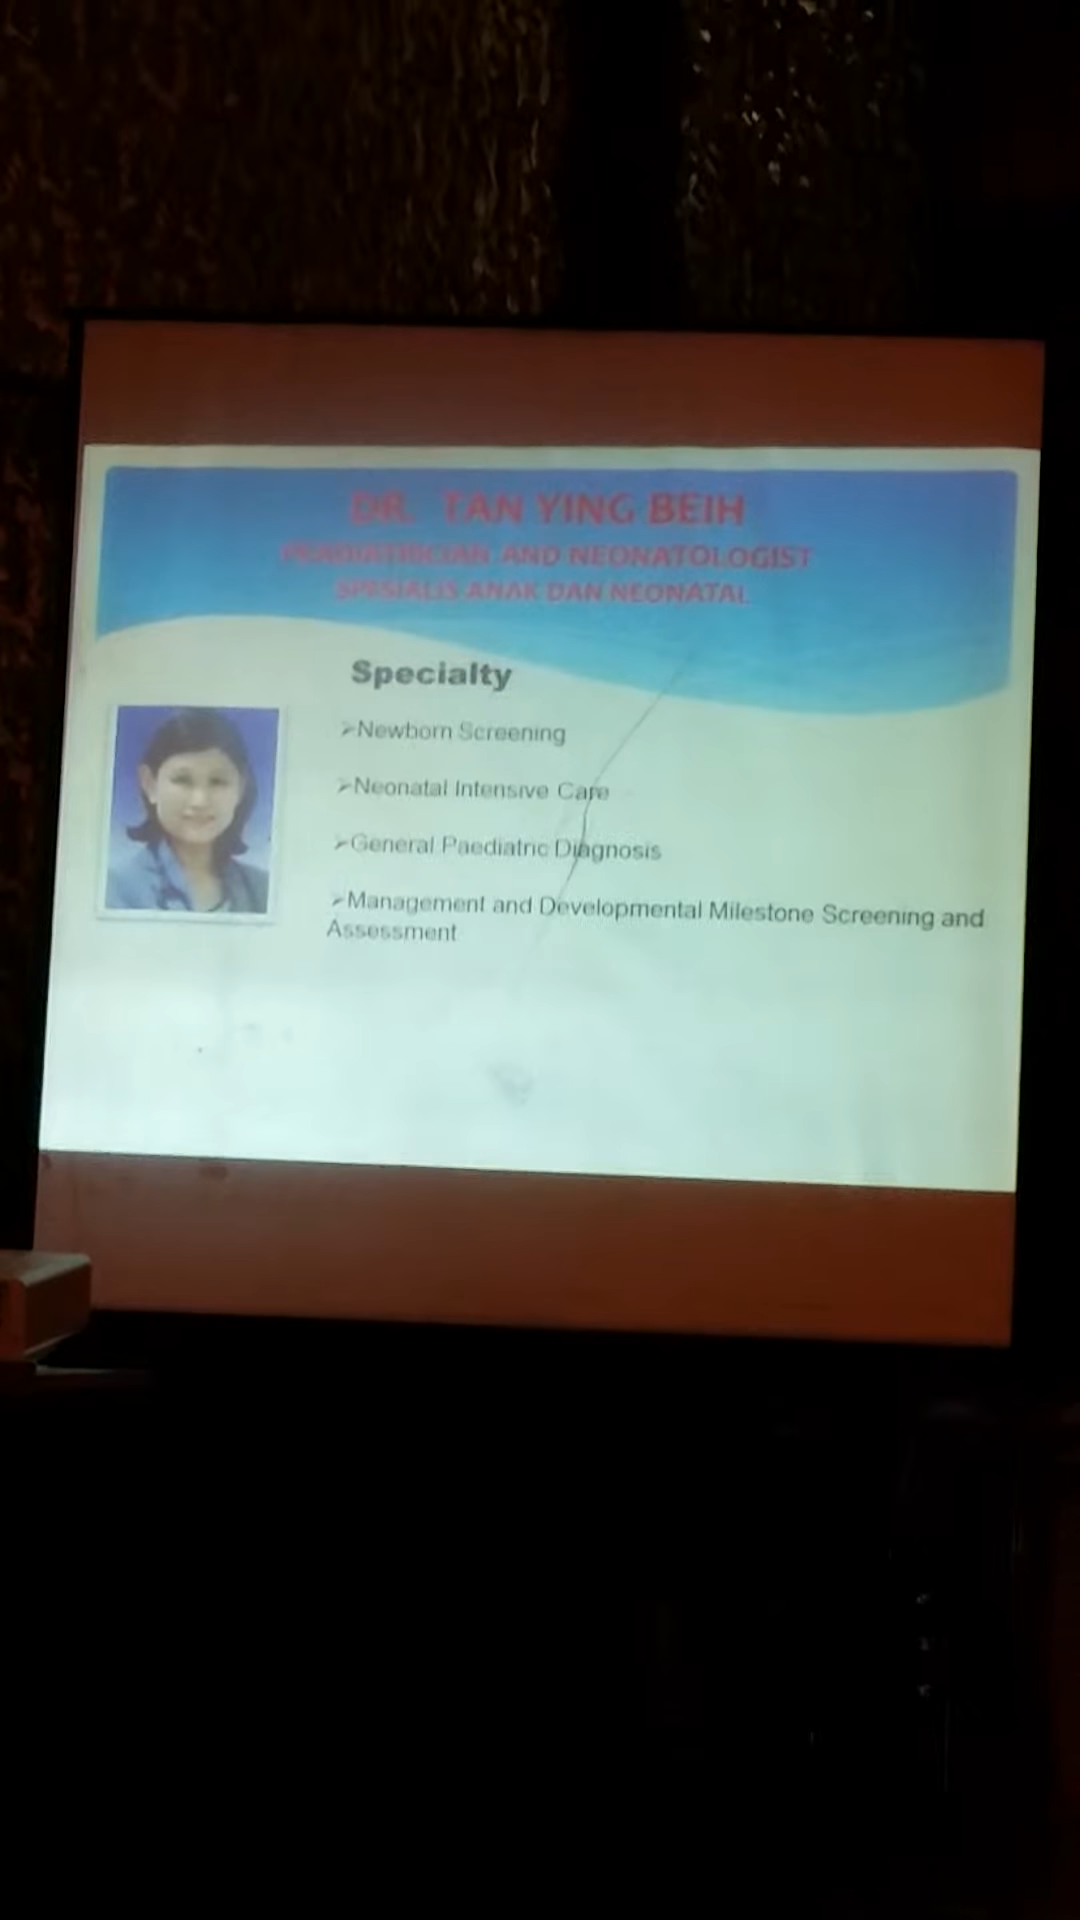 DR. TAN YING BEIH
PEADIATRICIAN AND NEONATOLOGIST
SPESIALIS ANAK DAN NEONATAL
Specialty
➢Newborn Screening
➢Neonatal Intensive Care
➢General Paediatric Diagnosis
➢Management and Developmental Milestone Screening and
Assessment